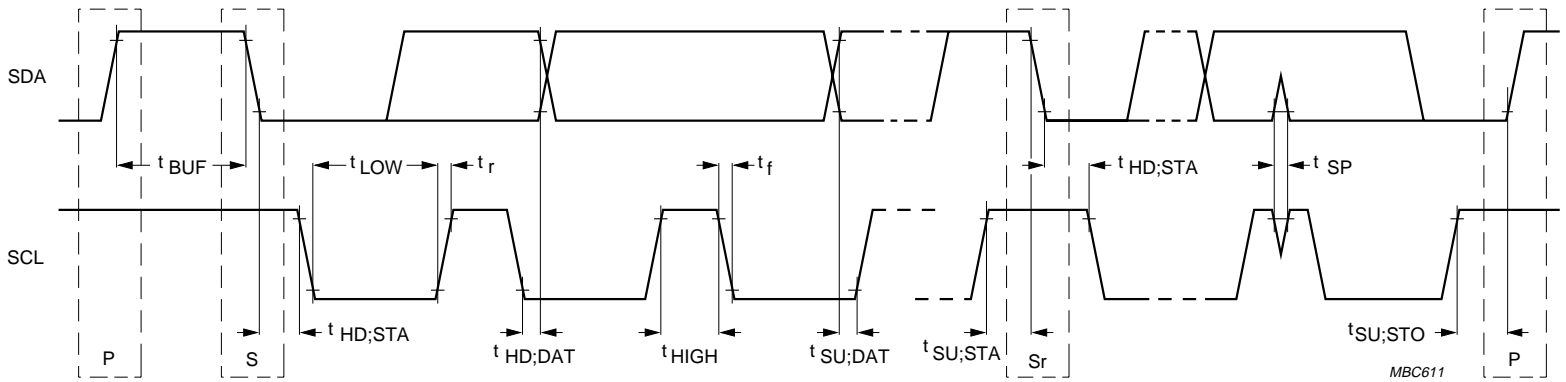 SDA
t BUF
t LOW
t r
t f
t HD;STA
t SP
SCL
t HD;STA
t HD;DAT
t HIGH
t SU;DAT
t SU;STA
t SU;STO
P
S
Sr
P
MBC611